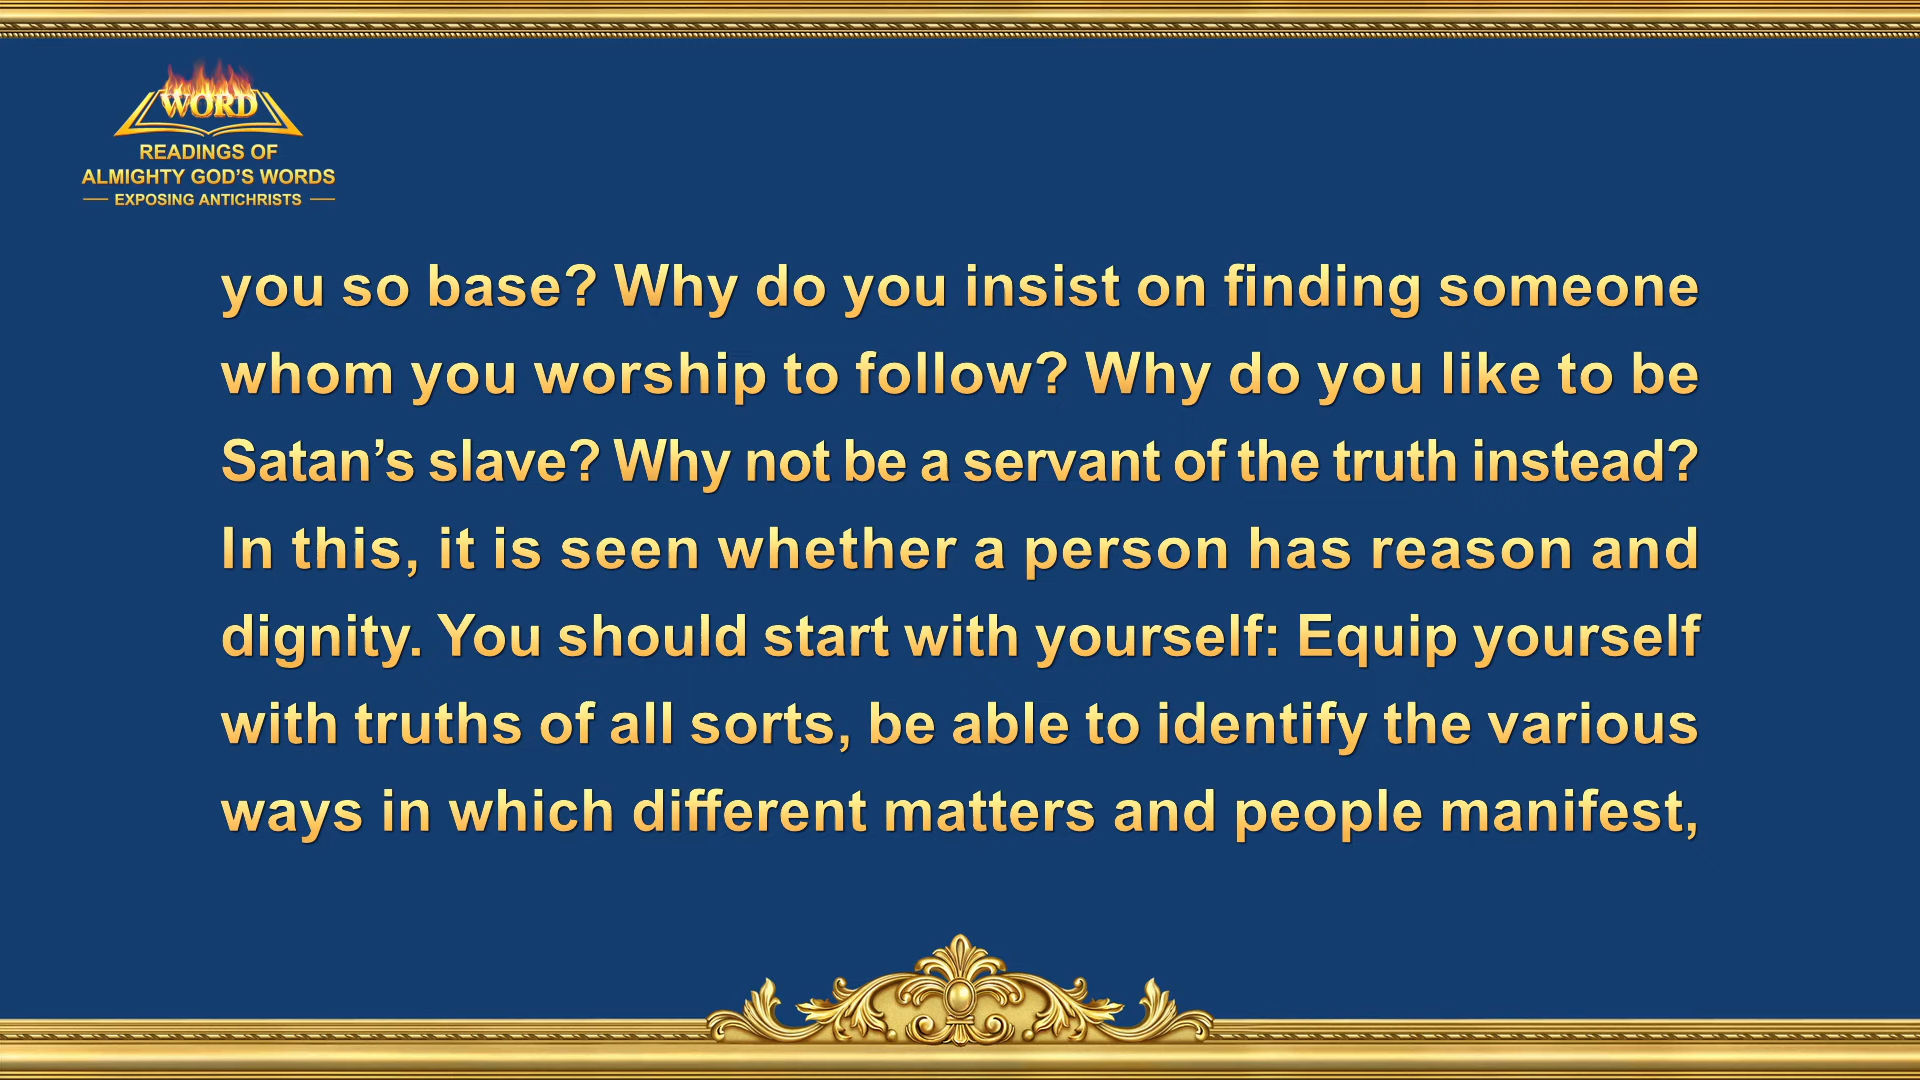 WORD
READINGS OF
ALMIGHTY GOD’S WORDS
EXPOSING ANTICHRISTS
you so base? Why do you insist on finding someone
whom you worship to follow? Why do you like to be
Satan’s slave? Why not be a servant of the truth instead?
In this, it is seen whether a person has reason and
dignity. You should start with yourself: Equip yourself
with truths of all sorts, be able to identify the various
ways in which different matters and people manifest,